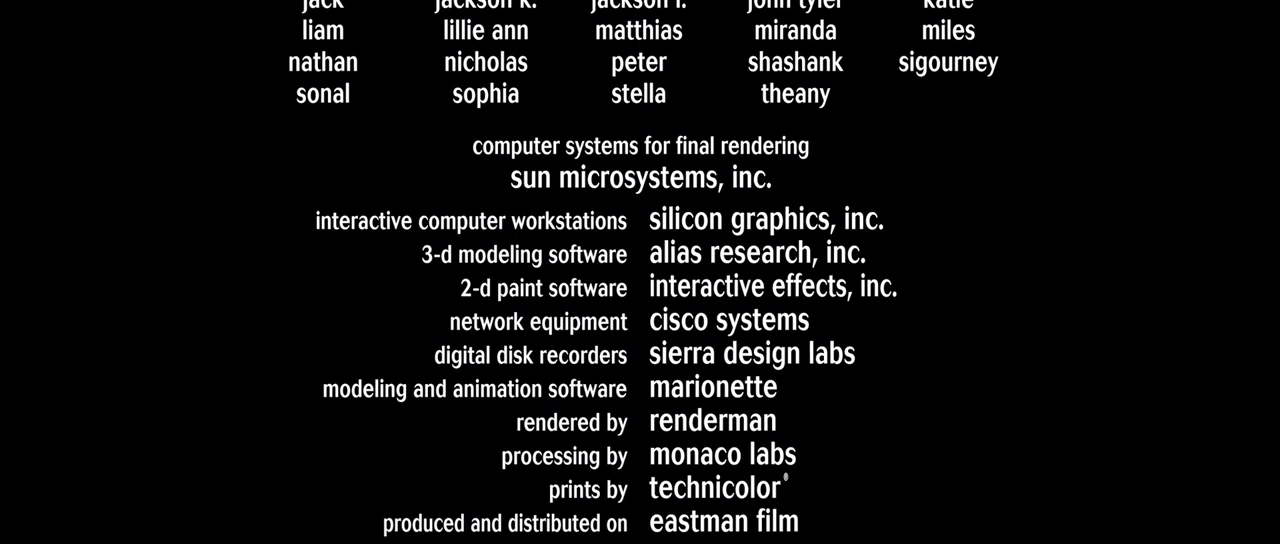 jack jackson k. jackson l. john tyler katie
liam lillie ann matthias miranda miles
nathan nicholas peter shashank sigourney
sonal sophia stella theany
computer systems for final rendering
sun microsystems, inc.
interactive computer workstations silicon graphics, inc.
3-d modeling software alias research, inc.
2-d paint software interactive effects, inc.
network equipment cisco systems
digital disk recorders sierra design labs
modeling and animation software marionette
rendered by renderman
processing by monaco labs
prints by technicolor®
produced and distributed on eastman film